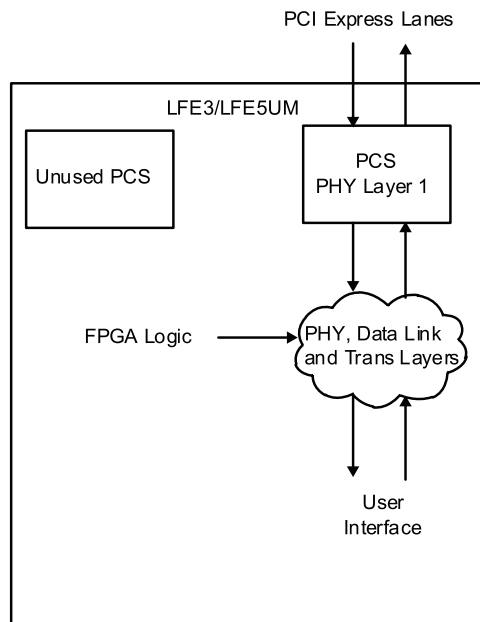 PCI Express Lanes
LFE3/LFE5UM
Unused PCS
PCS
PHY Layer 1
FPGA Logic
PHY, Data Link
and Trans Layers
User
Interface